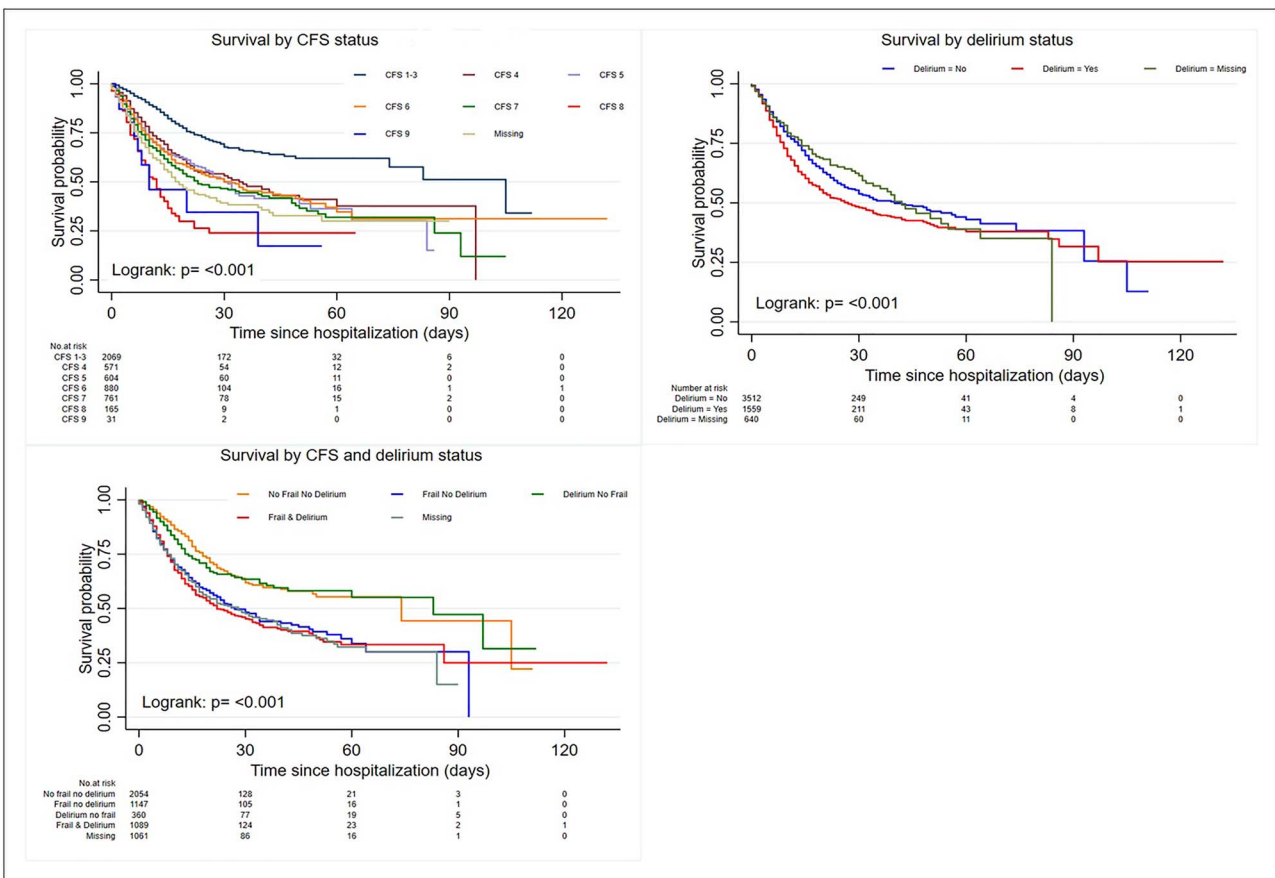 Survival by CFS status
CFS 1-3 CFS 4 CFS 5
CFS 6 CFS 7 CFS 8
CFS 9 Missing
Survival probability
1.00
0.75
0.50
0.25
0.00
Logrank: p= <0.001
0 30 60 90 120
Time since hospitalization (days)
No.at risk
CFS 1-3 2069 172 32 6 0
CFS 4 571 54 12 2 0
CFS 5 604 60 11 0 0
CFS 6 880 104 16 1 1
CFS 7 761 78 15 2 0
CFS 8 165 9 1 0 0
CFS 9 31 2 0 0 0
Survival by delirium status
Delirium = No Delirium = Yes Delirium = Missing
Survival probability
1.00
0.75
0.50
0.25
0.00
Logrank: p= <0.001
0 30 60 90 120
Time since hospitalization (days)
Number at risk
Delirium = No 3512 249 41 4 0
Delirium = Yes 1559 211 43 8 1
Delirium = Missing 640 60 11 0 0
Survival by CFS and delirium status
No Frail No Delirium Frail No Delirium Delirium No Frail
Frail & Delirium Missing
Survival probability
1.00
0.75
0.50
0.25
0.00
Logrank: p= <0.001
0 30 60 90 120
Time since hospitalization (days)
No.at risk
No frail no delirium 2054 128 21 3 0
Frail no delirium 1147 105 16 1 0
Delirium no frail 360 77 19 5 0
Frail & Delirium 1089 124 23 2 1
Missing 1061 86 16 1 0